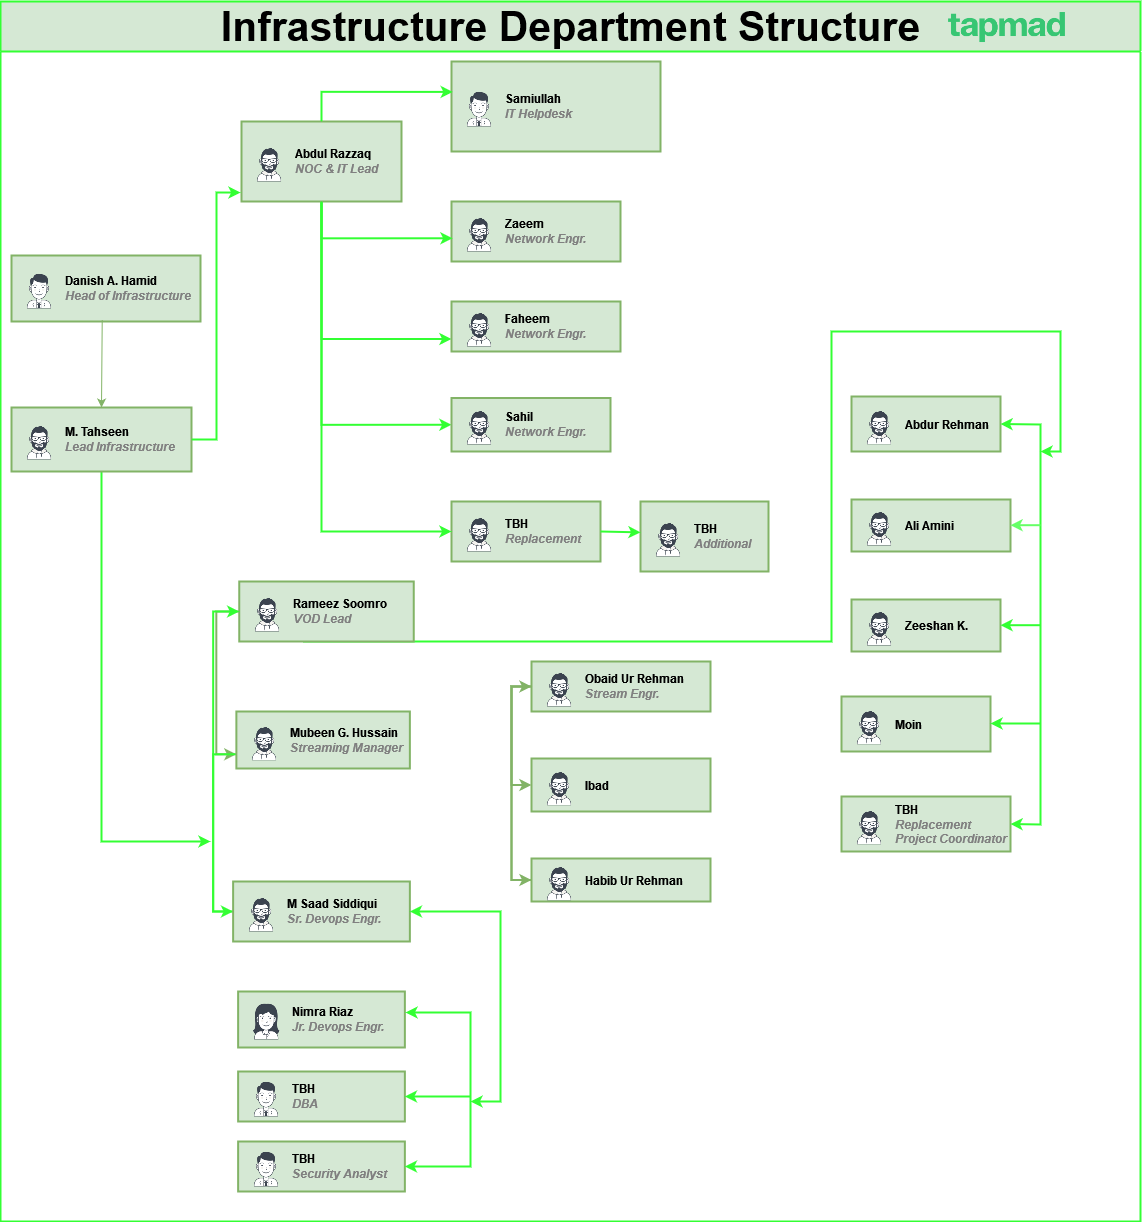 Infrastructure Department Structure
tapmad
Samiullah
IT Helpdesk
Abdul Razzaq
NOC & IT Lead
Zaeem
Network Engr.
Danish A. Hamid
Head of Infrastructure
Faheem
Network Engr.
M. Tahseen
Lead Infrastructure
Sahil
Network Engr.
Abdur Rehman
TBH
Replacement
TBH
Additional
Ali Amini
Rameez Soomro
VOD Lead
Zeeshan K.
Obaid Ur Rehman
Stream Engr.
Mubeen G. Hussain
Streaming Manager
Moin
Ibad
TBH
Replacement
Project Coordinator
Habib Ur Rehman
M Saad Siddiqui
Sr. Devops Engr.
Nimra Riaz
Jr. Devops Engr.
TBH
DBA
TBH
Security Analyst